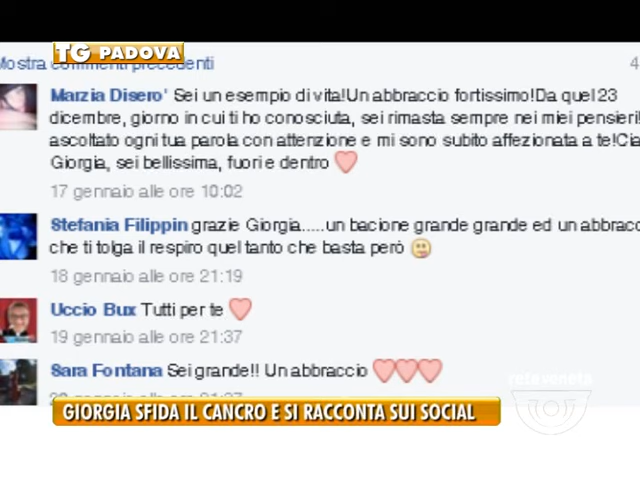 TG PADOVA
Mostra commenti precedenti
4
Marzia Disero' Sei un esempio di vita!Un abbraccio fortissimo!Da quel 23
dicembre, giorno in cui ti ho conosciuta, sei rimasta sempre nei miei pensieri!
ascoltato ogni tua parola con attenzione e mi sono subito affezionata a te!Cia
Giorgia, sei bellissima, fuori e dentro
17 gennaio alle ore 10:02
Stefania Filippin grazie Giorgia.....un bacione grande grande ed un abbracc
che ti tolga il respiro quel tanto che basta però
18 gennaio alle ore 21:19
Uccio Bux Tutti per te
19 gennaio alle ore 21:37
Sara Fontana Sei grande!! Un abbraccio
reteveneta
GIORGIA SFIDA IL CANCRO E SI RACCONTA SUI SOCIAL